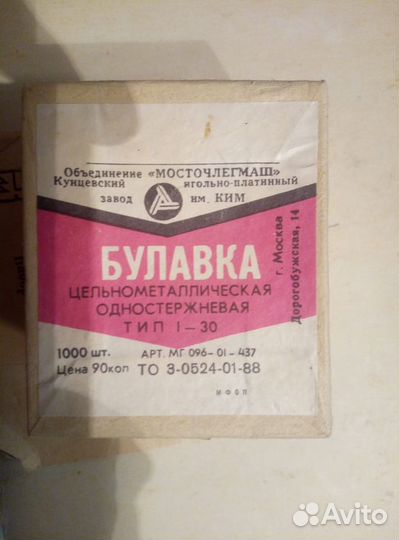 Объединение «МОСТОЧЛЕГМАШ»
Кунцевский игольно-платинный
завод им. КИМ
БУЛАВКА
ЦЕЛЬНОМЕТАЛЛИЧЕСКАЯ
ОДНОСТЕРЖНЕВАЯ
ТИП I-30
1000 шт. АРТ. МГ 096-01-437
Цена 90коп ТО 3-0524-01-88
МФОП
г. Москва
Дорогобужская, 14
Avito